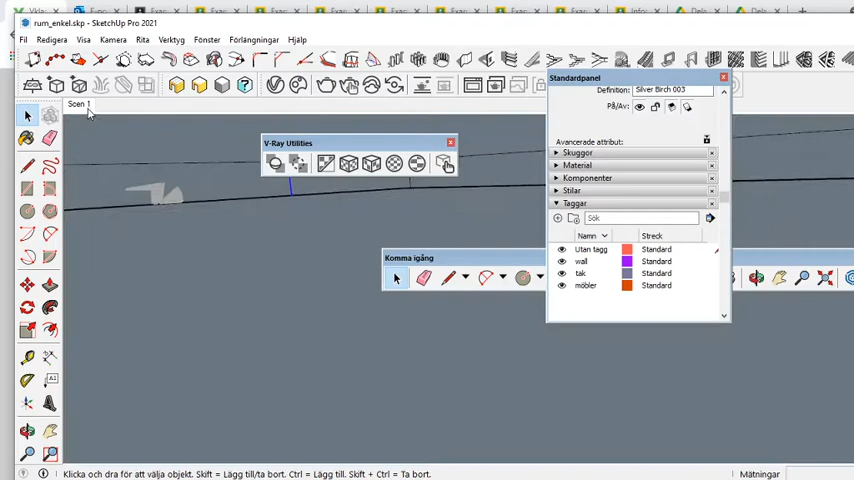 rum_enkel.skp - SketchUp Pro 2021
Fil Redigera Visa Kamera Rita Verktyg Fönster Förlängningar Hjälp
Standardpanel
Definition: Silver Birch 003
På/Av:
Scen 1
V-Ray Utilities
Avancerade attribut:
Skuggor
Material
Komponenter
Stilar
Taggar
Sök
Namn Streck
Utan tagg Standard
wall Standard
tak Standard
möbler Standard
Komma igång
Klicka och dra för att välja objekt. Skift = Lägg till/ta bort. Ctrl = Lägg till. Skift + Ctrl = Ta bort.
Mätningar